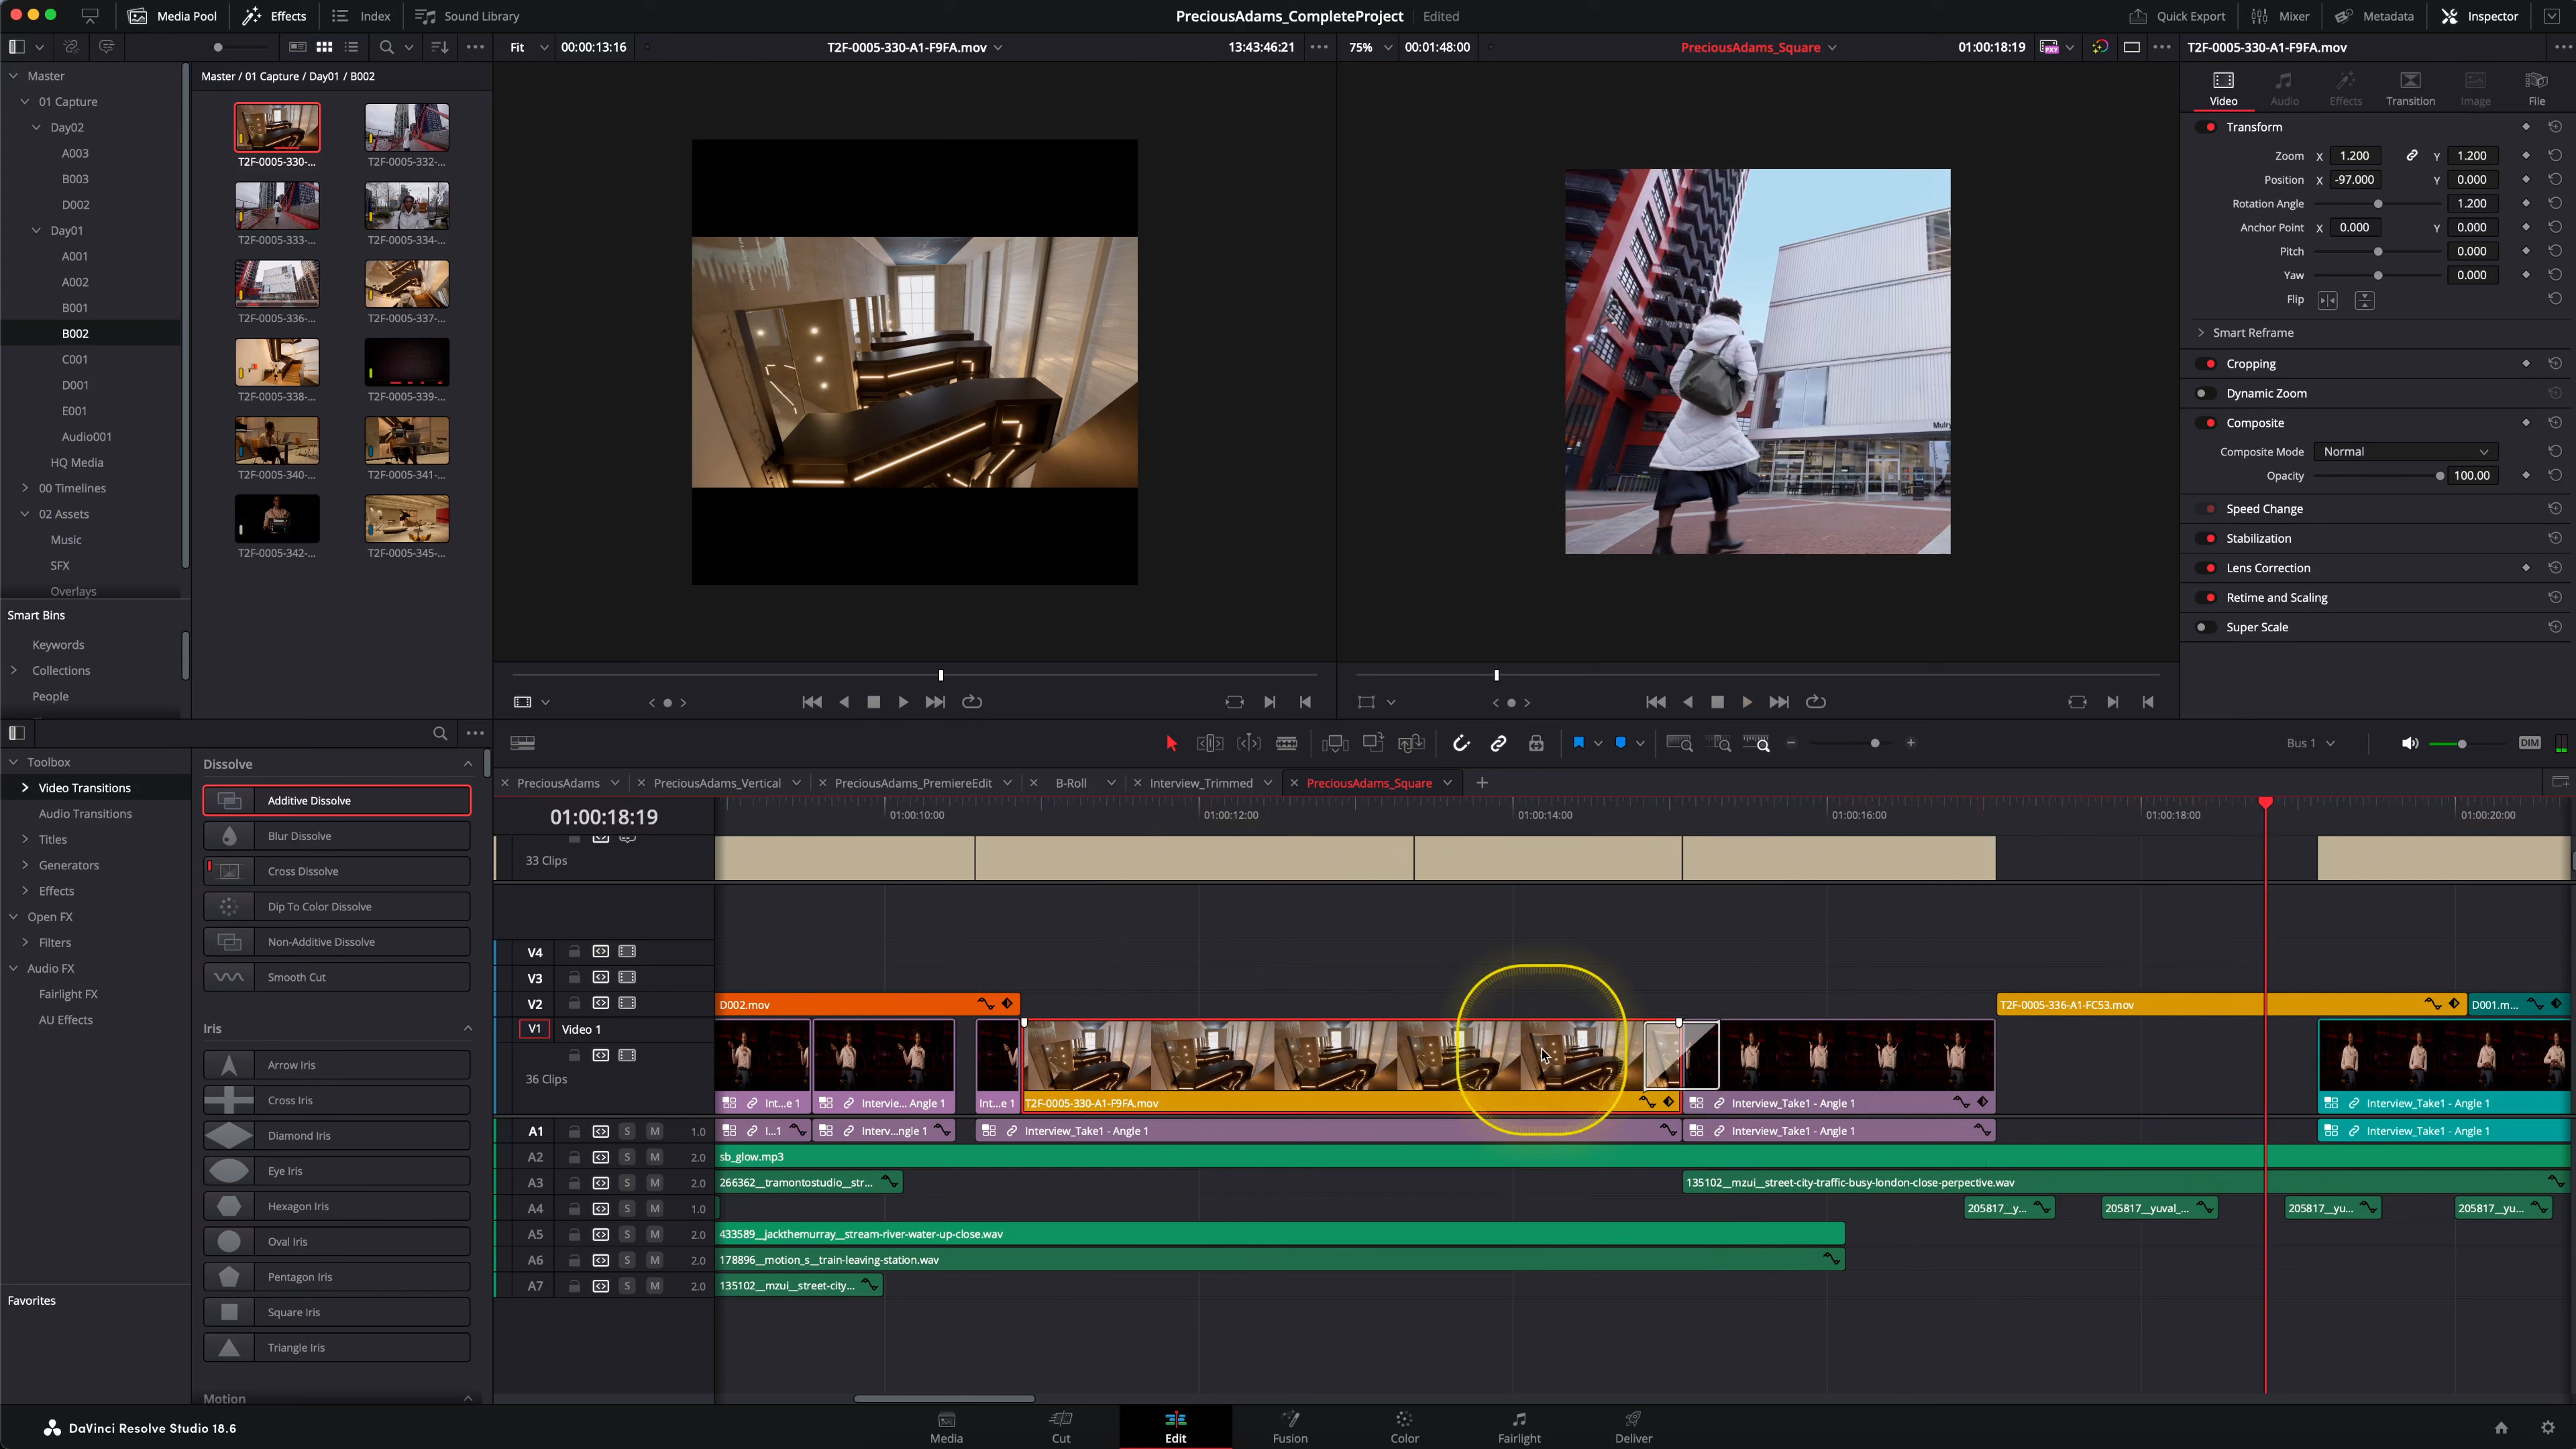 Media Pool Effects Index Sound Library PreciousAdams_CompleteProject Edited Quick Export Mixer Metadata Inspector
Fit 00:00:13:16 T2F-0005-330-A1-F9FA.mov 13:43:46:21 75% 00:01:48:00 PreciousAdams_Square 01:00:18:19 T2F-0005-330-A1-F9FA.mov
Master
Master / 01 Capture / Day01 / B002
01 Capture
Day02
A003
B003
D002
Day01
A001
A002
B001
B002
C001
D001
E001
Audio001
HQ Media
00 Timelines
02 Assets
Music
SFX
Overlays
Smart Bins
Keywords
Collections
People
T2F-0005-330-... T2F-0005-332-...
T2F-0005-333-... T2F-0005-334-...
T2F-0005-336-... T2F-0005-337-...
T2F-0005-338-... T2F-0005-339-...
T2F-0005-340-... T2F-0005-341-...
T2F-0005-342-... T2F-0005-345-...
Mulry
Video Audio Effects Transition Image File
Transform
Zoom X 1.200 Y 1.200
Position X -97.000 Y 0.000
Rotation Angle 1.200
Anchor Point X 0.000 Y 0.000
Pitch 0.000
Yaw 0.000
Flip
Smart Reframe
Cropping
Dynamic Zoom
Composite
Composite Mode Normal
Opacity 100.00
Speed Change
Stabilization
Lens Correction
Retime and Scaling
Super Scale
Toolbox
Video Transitions
Audio Transitions
Titles
Generators
Effects
Open FX
Filters
Audio FX
Fairlight FX
AU Effects
Favorites
Dissolve
Additive Dissolve
Blur Dissolve
Cross Dissolve
Dip To Color Dissolve
Non-Additive Dissolve
Smooth Cut
Iris
Arrow Iris
Cross Iris
Diamond Iris
Eye Iris
Hexagon Iris
Oval Iris
Pentagon Iris
Square Iris
Triangle Iris
Motion
Bus 1 DIM
PreciousAdams PreciousAdams_Vertical PreciousAdams_PremiereEdit B-Roll Interview_Trimmed PreciousAdams_Square
01:00:18:19 01:00:10:00 01:00:12:00 01:00:14:00 01:00:16:00 01:00:18:00 01:00:20:00
33 Clips
V4
V3
V2 D002.mov T2F-0005-336-A1-FC53.mov D001.m...
V1 Video 1
36 Clips
Int...e 1 Intervie... Angle 1 Int...e 1 T2F-0005-330-A1-F9FA.mov Interview_Take1 - Angle 1 Interview_Take1 - Angle 1
A1 S M 1.0 I...1 Interv...ngle 1 Interview_Take1 - Angle 1 Interview_Take1 - Angle 1 Interview_Take1 - Angle 1
A2 S M 2.0 sb_glow.mp3
A3 S M 2.0 266362__tramontostudio__str... 135102__mzui__street-city-traffic-busy-london-close-perpective.wav
A4 S M 1.0 205817__y... 205817__yuval_... 205817__yu... 205817__yu...
A5 S M 2.0 433589__jackthemurray__stream-river-water-up-close.wav
A6 S M 2.0 178896__motion_s__train-leaving-station.wav
A7 S M 2.0 135102__mzui__street-city...
DaVinci Resolve Studio 18.6 Media Cut Edit Fusion Color Fairlight Deliver